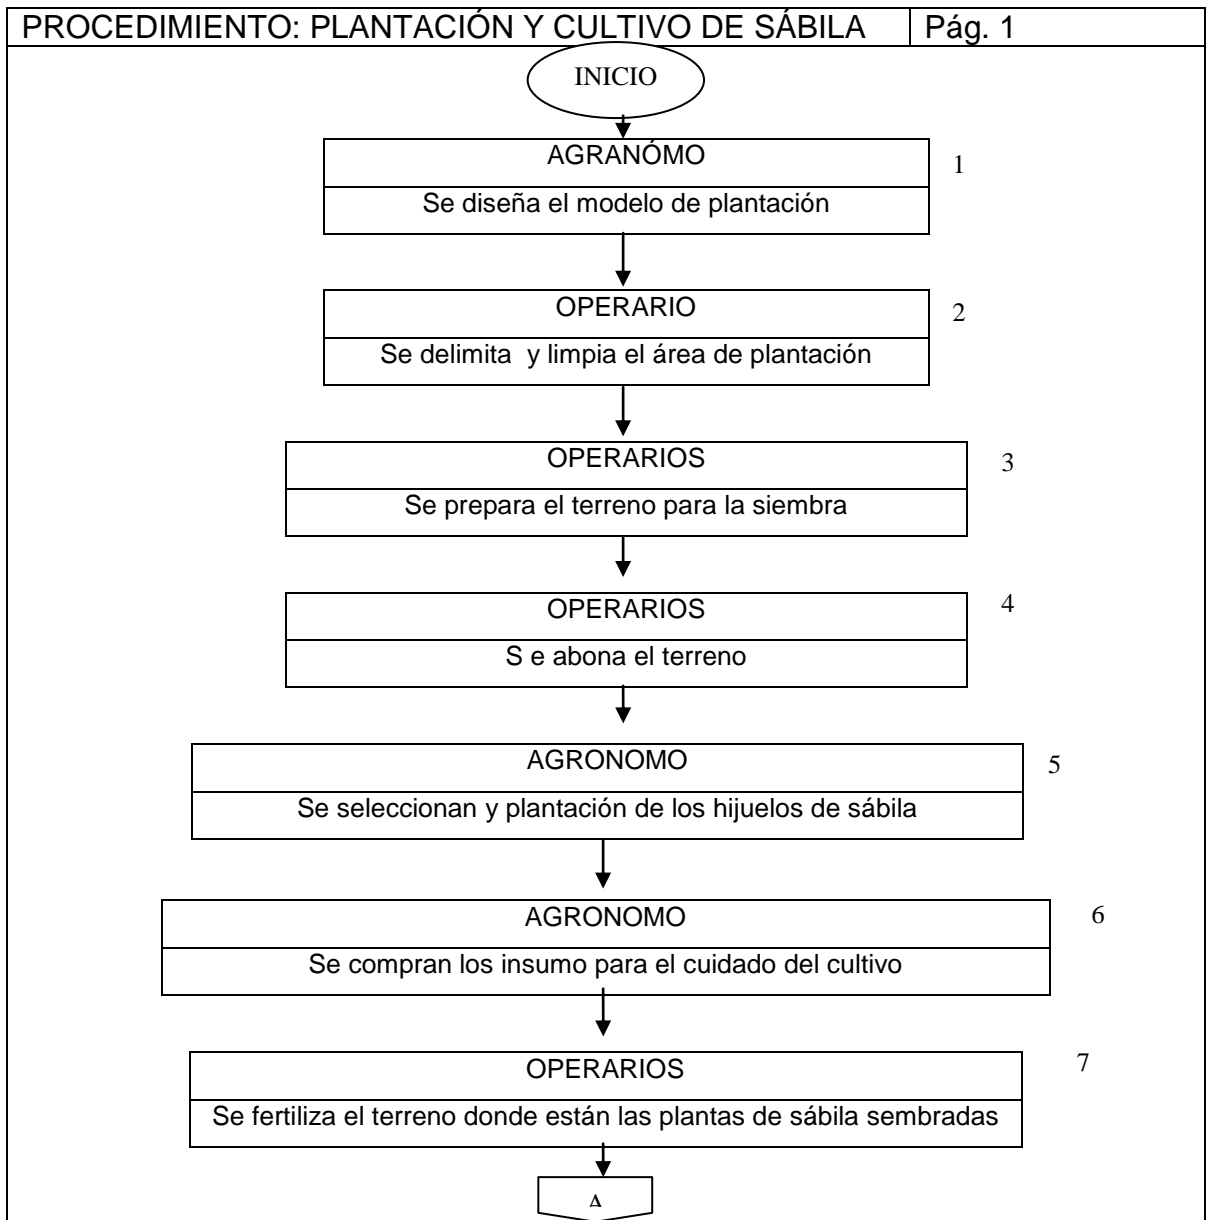 PROCEDIMIENTO: PLANTACIÓN Y CULTIVO DE SÁBILA Pág. 1
INICIO
AGRANÓMO 1
Se diseña el modelo de plantación
OPERARIO 2
Se delimita y limpia el área de plantación
OPERARIOS 3
Se prepara el terreno para la siembra
OPERARIOS 4
S e abona el terreno
AGRONOMO 5
Se seleccionan y plantación de los hijuelos de sábila
AGRONOMO 6
Se compran los insumo para el cuidado del cultivo
OPERARIOS 7
Se fertiliza el terreno donde están las plantas de sábila sembradas
A